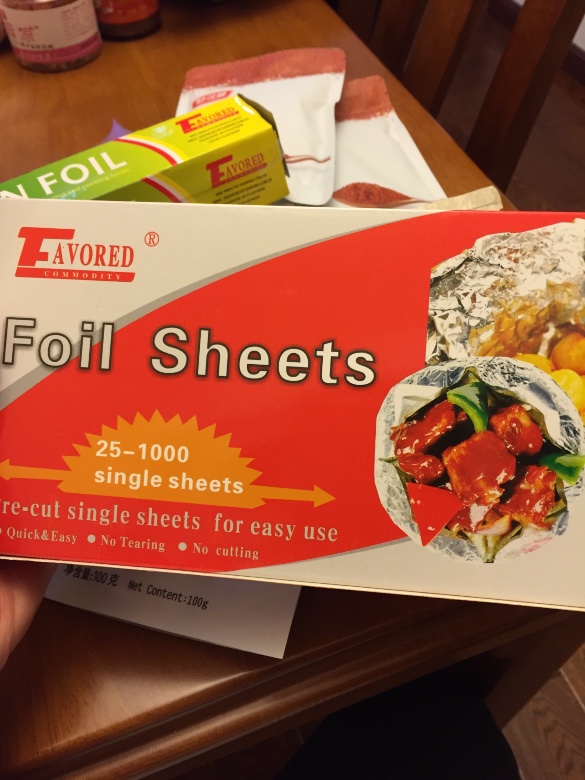 N FOIL
FAVORED
FAVORED
FAVORED ®
COMMODITY
Foil Sheets
25-1000
single sheets
re-cut single sheets for easy use
Quick&Easy ● No Tearing ● No cutting
净含量:100克 Net Content:100g